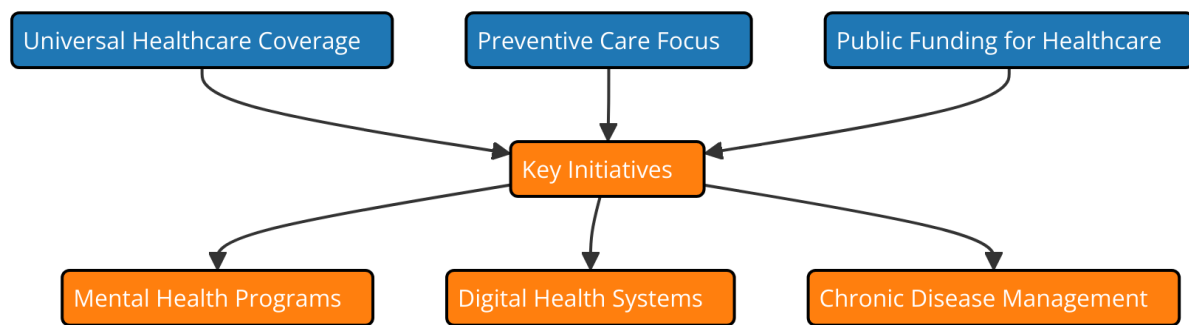 Universal Healthcare Coverage
Preventive Care Focus
Public Funding for Healthcare
Key Initiatives
Mental Health Programs
Digital Health Systems
Chronic Disease Management